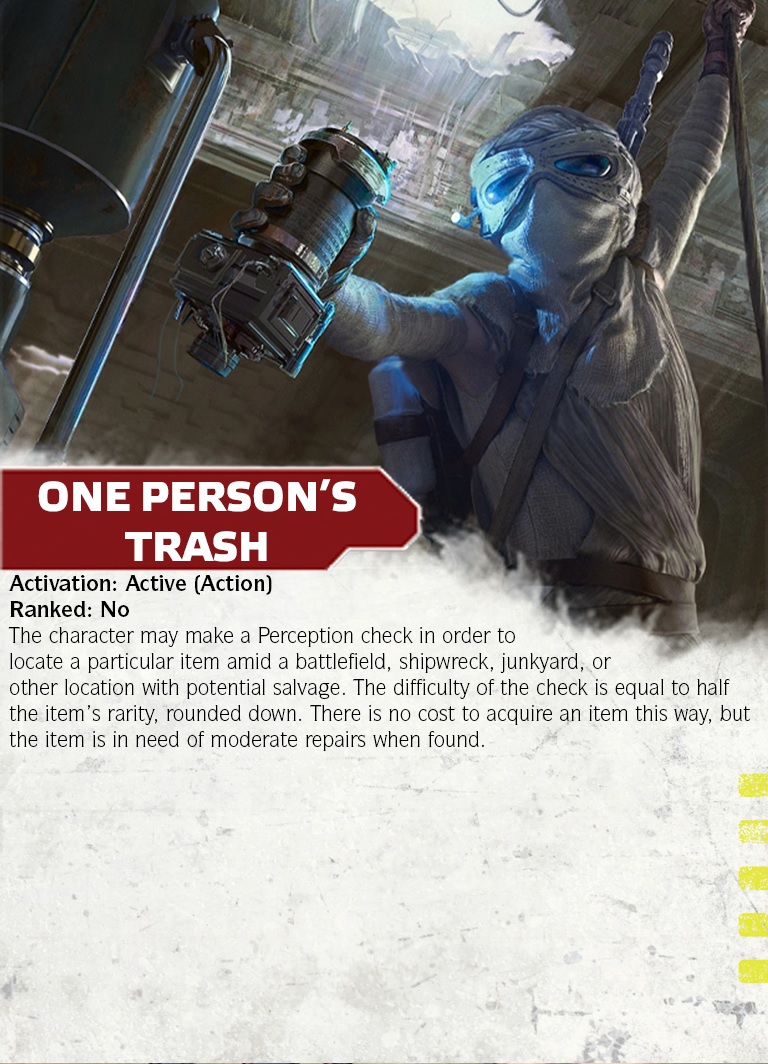 ONE PERSON’S
TRASH
Activation: Active (Action)
Ranked: No
The character may make a Perception check in order to
locate a particular item amid a battlefield, shipwreck, junkyard, or
other location with potential salvage. The difficulty of the check is equal to half
the item’s rarity, rounded down. There is no cost to acquire an item this way, but
the item is in need of moderate repairs when found.